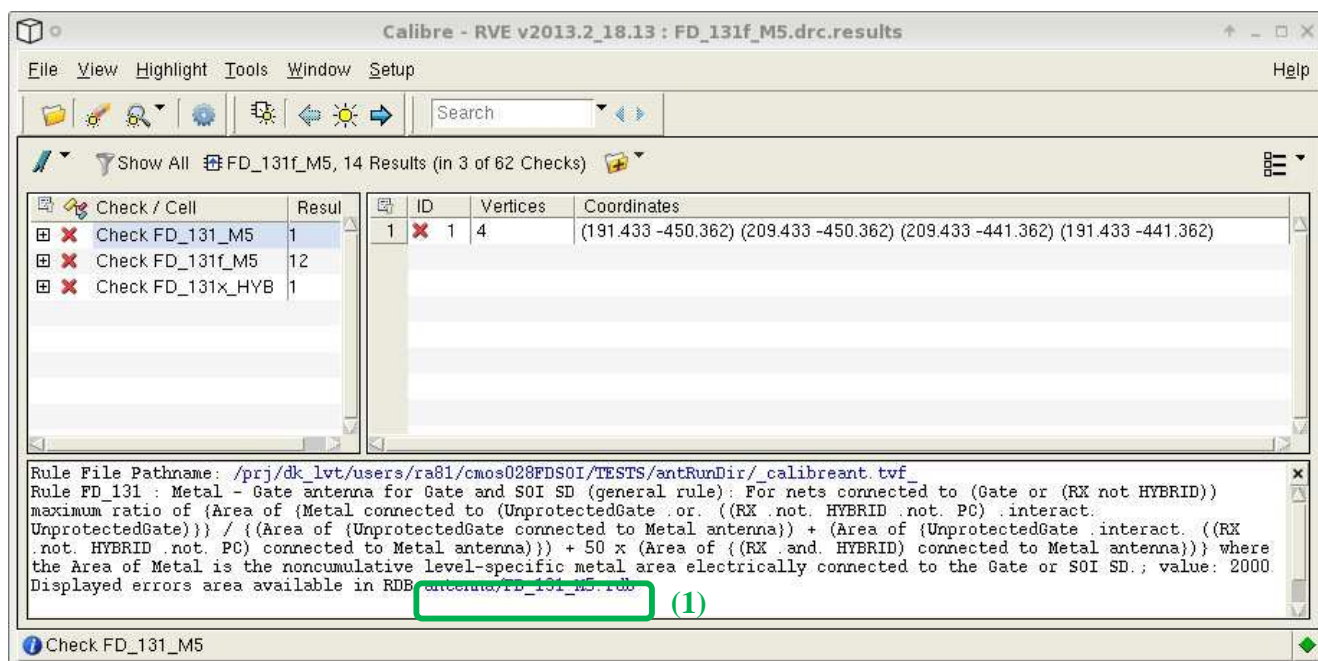 Calibre - RVE v2013.2_18.13 : FD_131f_M5.drc.results
File View Highlight Tools Window Setup Help
Search
Show All FD_131f_M5, 14 Results (in 3 of 62 Checks)
Check / Cell Resul
Check FD_131_M5 1
Check FD_131f_M5 12
Check FD_131x_HYB 1
ID Vertices Coordinates
1 1 4 (191.433 -450.362) (209.433 -450.362) (209.433 -441.362) (191.433 -441.362)
Rule File Pathname: /prj/dk_lvt/users/ra81/cmos028FDSOI/TESTS/antRunDir/_calibreant.tvf_
Rule FD_131 : Metal - Gate antenna for Gate and SOI SD (general rule): For nets connected to (Gate or (RX not HYBRID))
maximum ratio of {Area of {Metal connected to (UnprotectedGate .or. ((RX .not. HYBRID .not. PC) .interact.
UnprotectedGate)}} / {(Area of {UnprotectedGate connected to Metal antenna}) + (Area of {UnprotectedGate .interact. ((RX
.not. HYBRID .not. PC) connected to Metal antenna)}) + 50 x (Area of {(RX .and. HYBRID) connected to Metal antenna})} where
the Area of Metal is the noncumulative level-specific metal area electrically connected to the Gate or SOI SD.; value: 2000
Displayed errors area available in RDB antenna/FD_131_M5.rdb
(1)
Check FD_131_M5